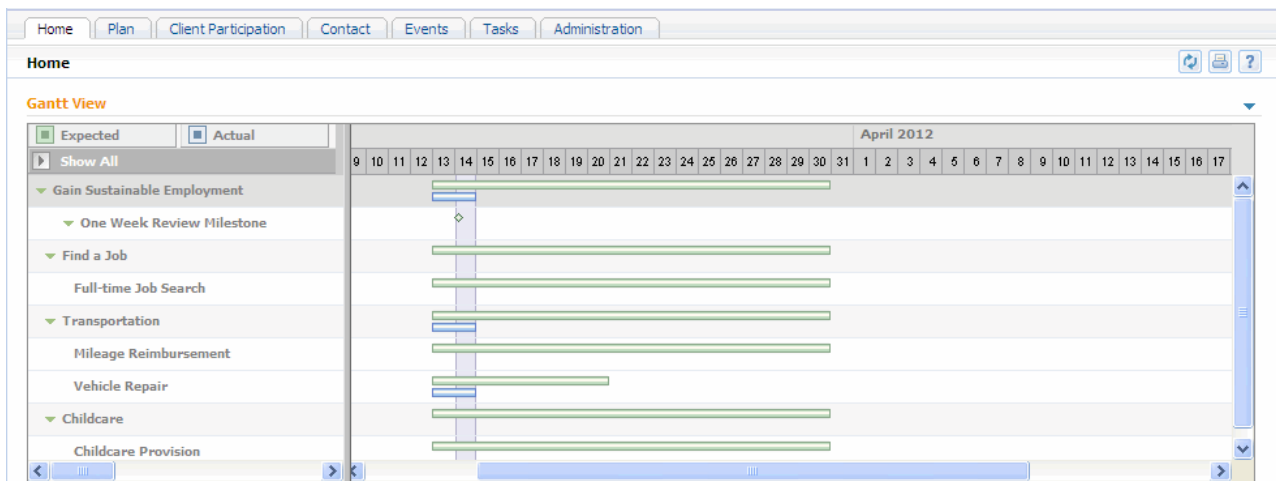 Home Plan Client Participation Contact Events Tasks Administration
Home
Gantt View
Expected Actual April 2012
Show All 9 10 11 12 13 14 15 16 17 18 19 20 21 22 23 24 25 26 27 28 29 30 31 1 2 3 4 5 6 7 8 9 10 11 12 13 14 15 16 17
Gain Sustainable Employment
One Week Review Milestone
Find a Job
Full-time Job Search
Transportation
Mileage Reimbursement
Vehicle Repair
Childcare
Childcare Provision